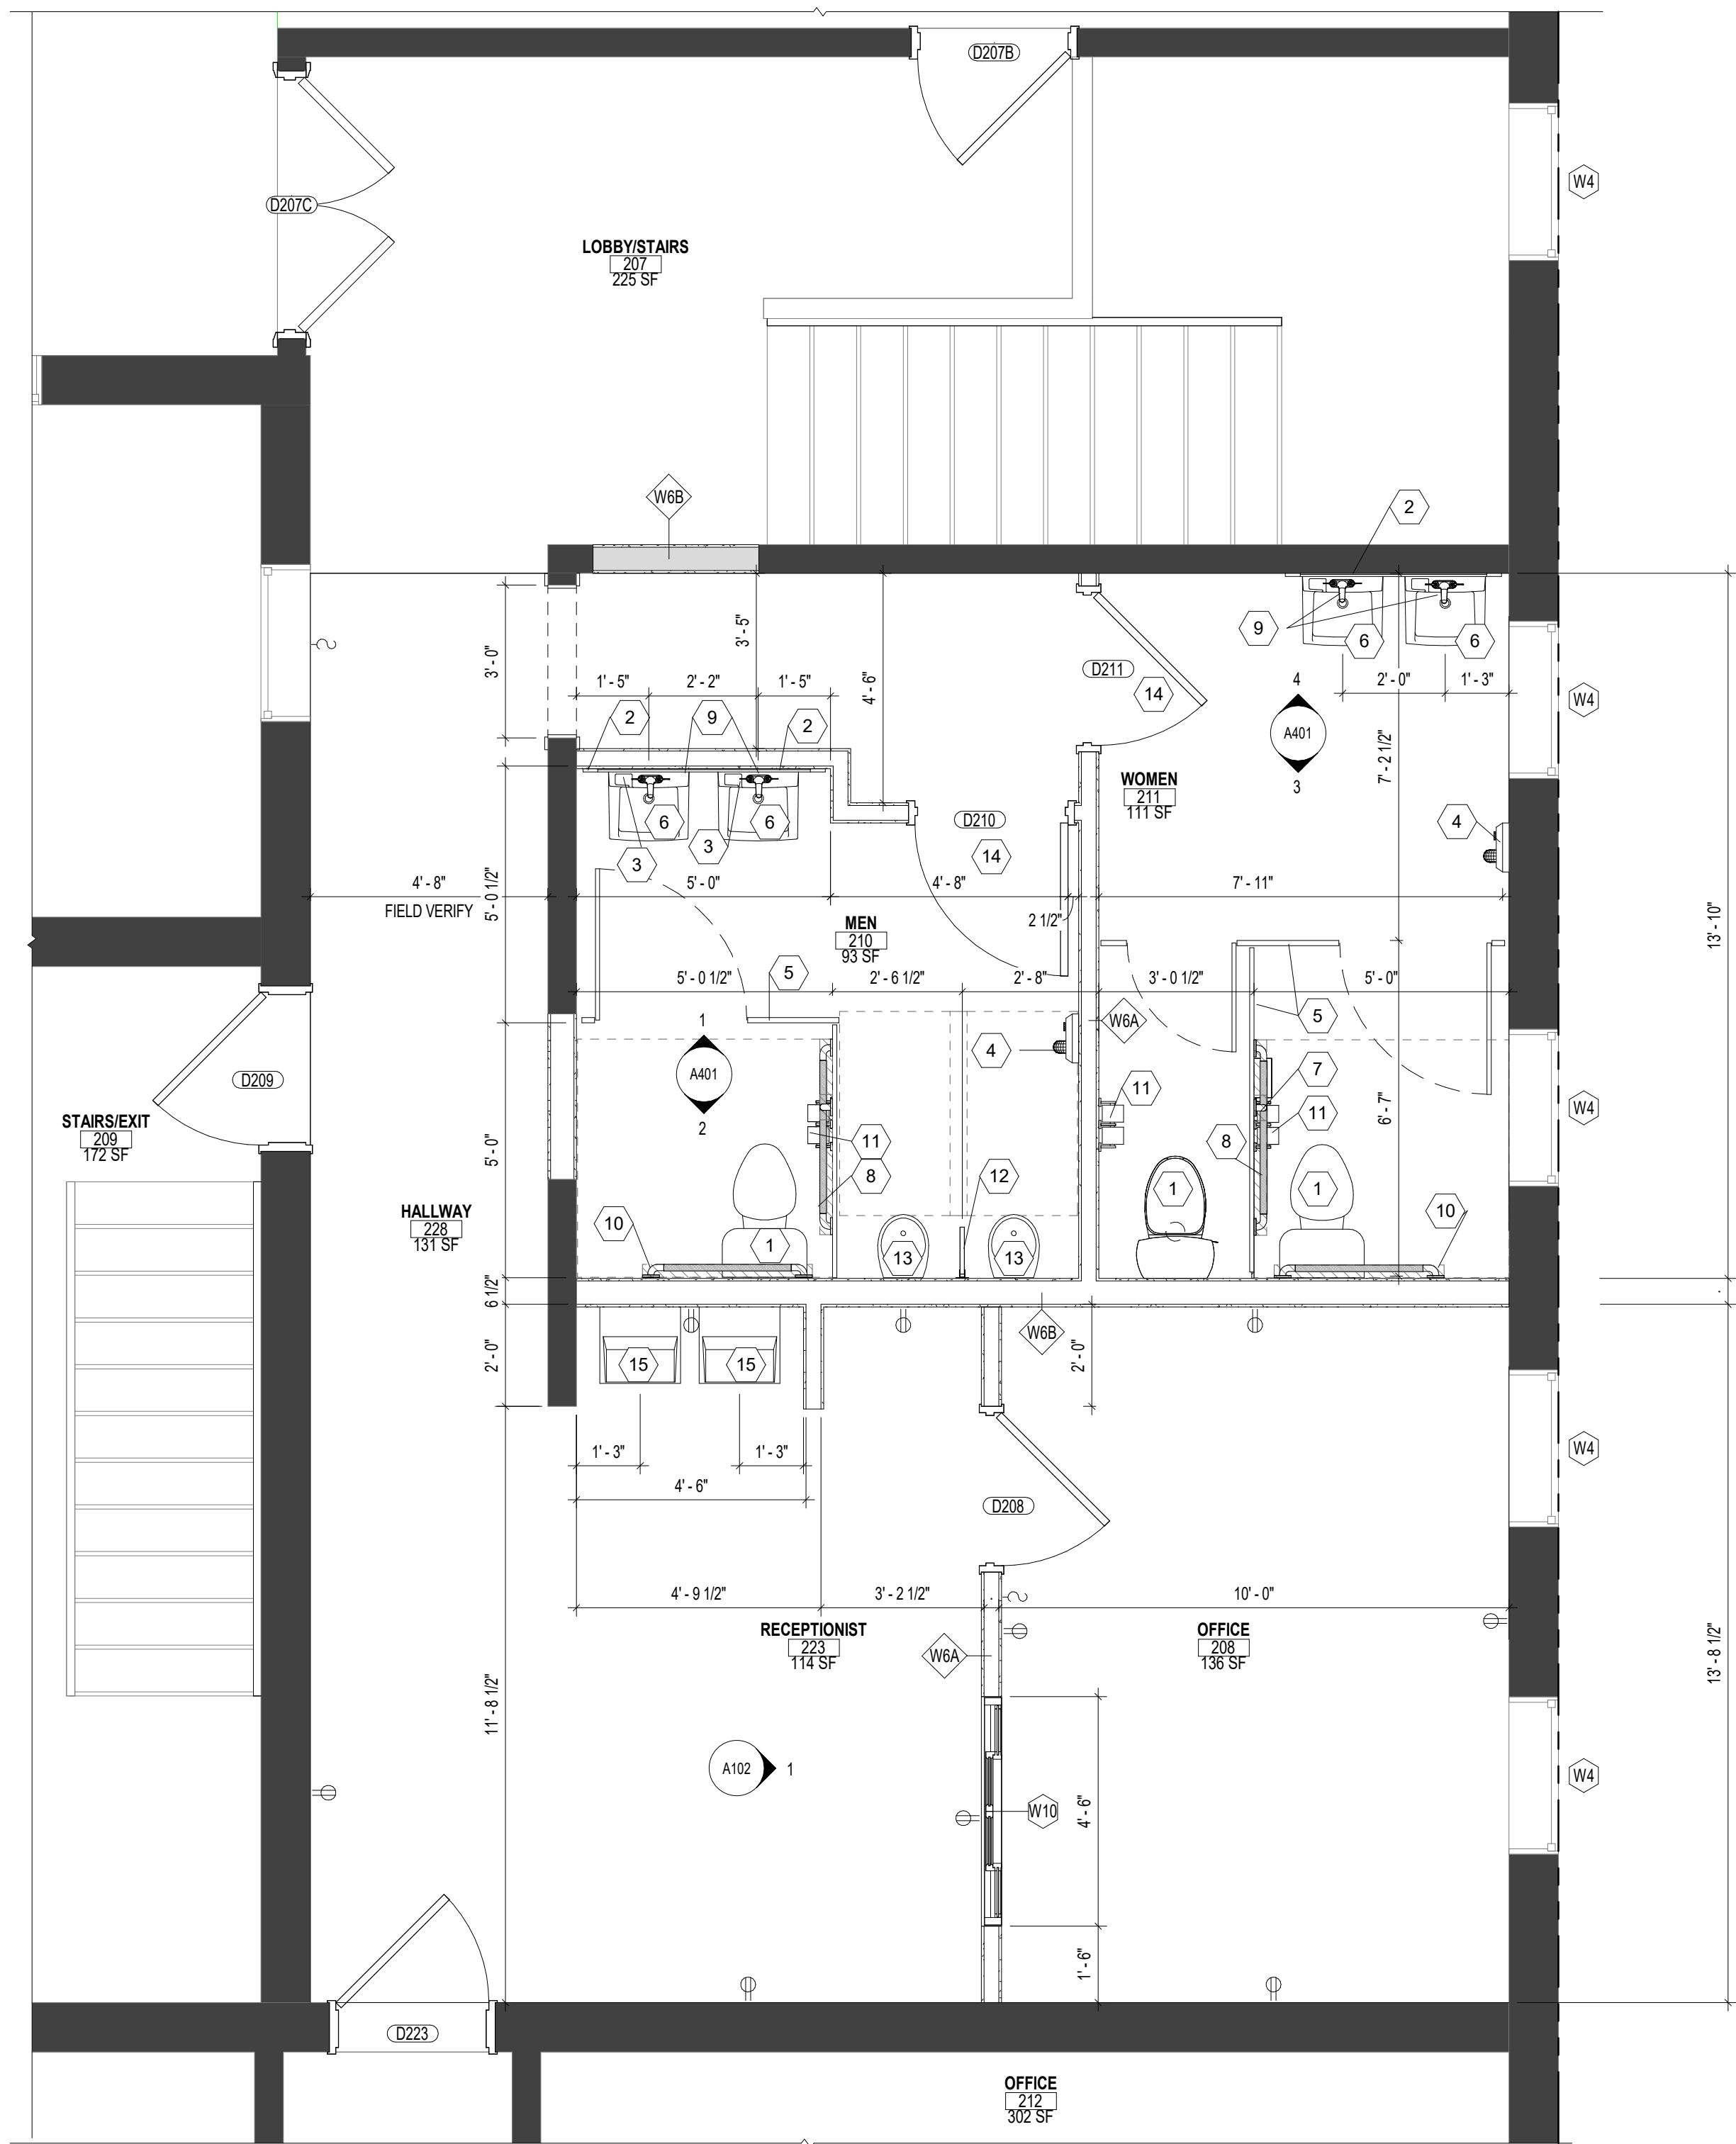 D207B
W4
D207C
LOBBY/STAIRS
207
225 SF
W6B
2
9
6
6
3' - 5"
3' - 0"
4' - 6"
D211
14
4
A401
3
2' - 0"
1' - 3"
W4
1' - 5"
2' - 2"
1' - 5"
2
9
2
7' - 2 1/2"
WOMEN
211
111 SF
6
6
3
3
D210
14
4
4' - 8"
FIELD VERIFY
5' - 0 1/2"
5' - 0"
4' - 8"
2 1/2"
7' - 11"
13' - 10"
MEN
210
93 SF
5' - 0 1/2"
5
2' - 6 1/2"
2' - 8"
3' - 0 1/2"
5' - 0"
1
A401
2
4
W6A
5
D209
11
7
11
W4
STAIRS/EXIT
209
172 SF
5' - 0"
11
8
12
8
6' - 7"
1
1
HALLWAY
228
131 SF
10
1
13
13
10
6 1/2"
2' - 0"
15
15
W6B
2' - 0"
1' - 3"
1' - 3"
4' - 6"
W4
D208
4' - 9 1/2"
3' - 2 1/2"
10' - 0"
RECEPTIONIST
223
114 SF
W6A
OFFICE
208
136 SF
13' - 8 1/2"
11' - 8 1/2"
A102
1
W10
4' - 6"
W4
1' - 6"
D223
OFFICE
212
302 SF